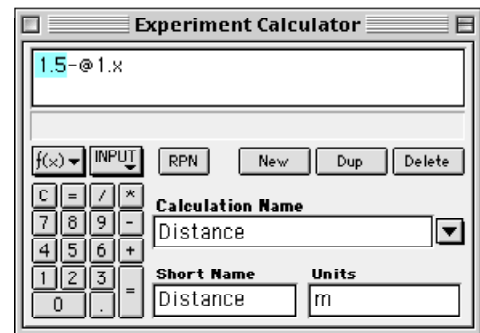 Experiment Calculator
1.5-@1.x
f(x) INPUT RPN New Dup Delete
C = / *
7 8 9 -
4 5 6 +
1 2 3 =
0 .
Calculation Name
Distance
Short Name Units
Distance m